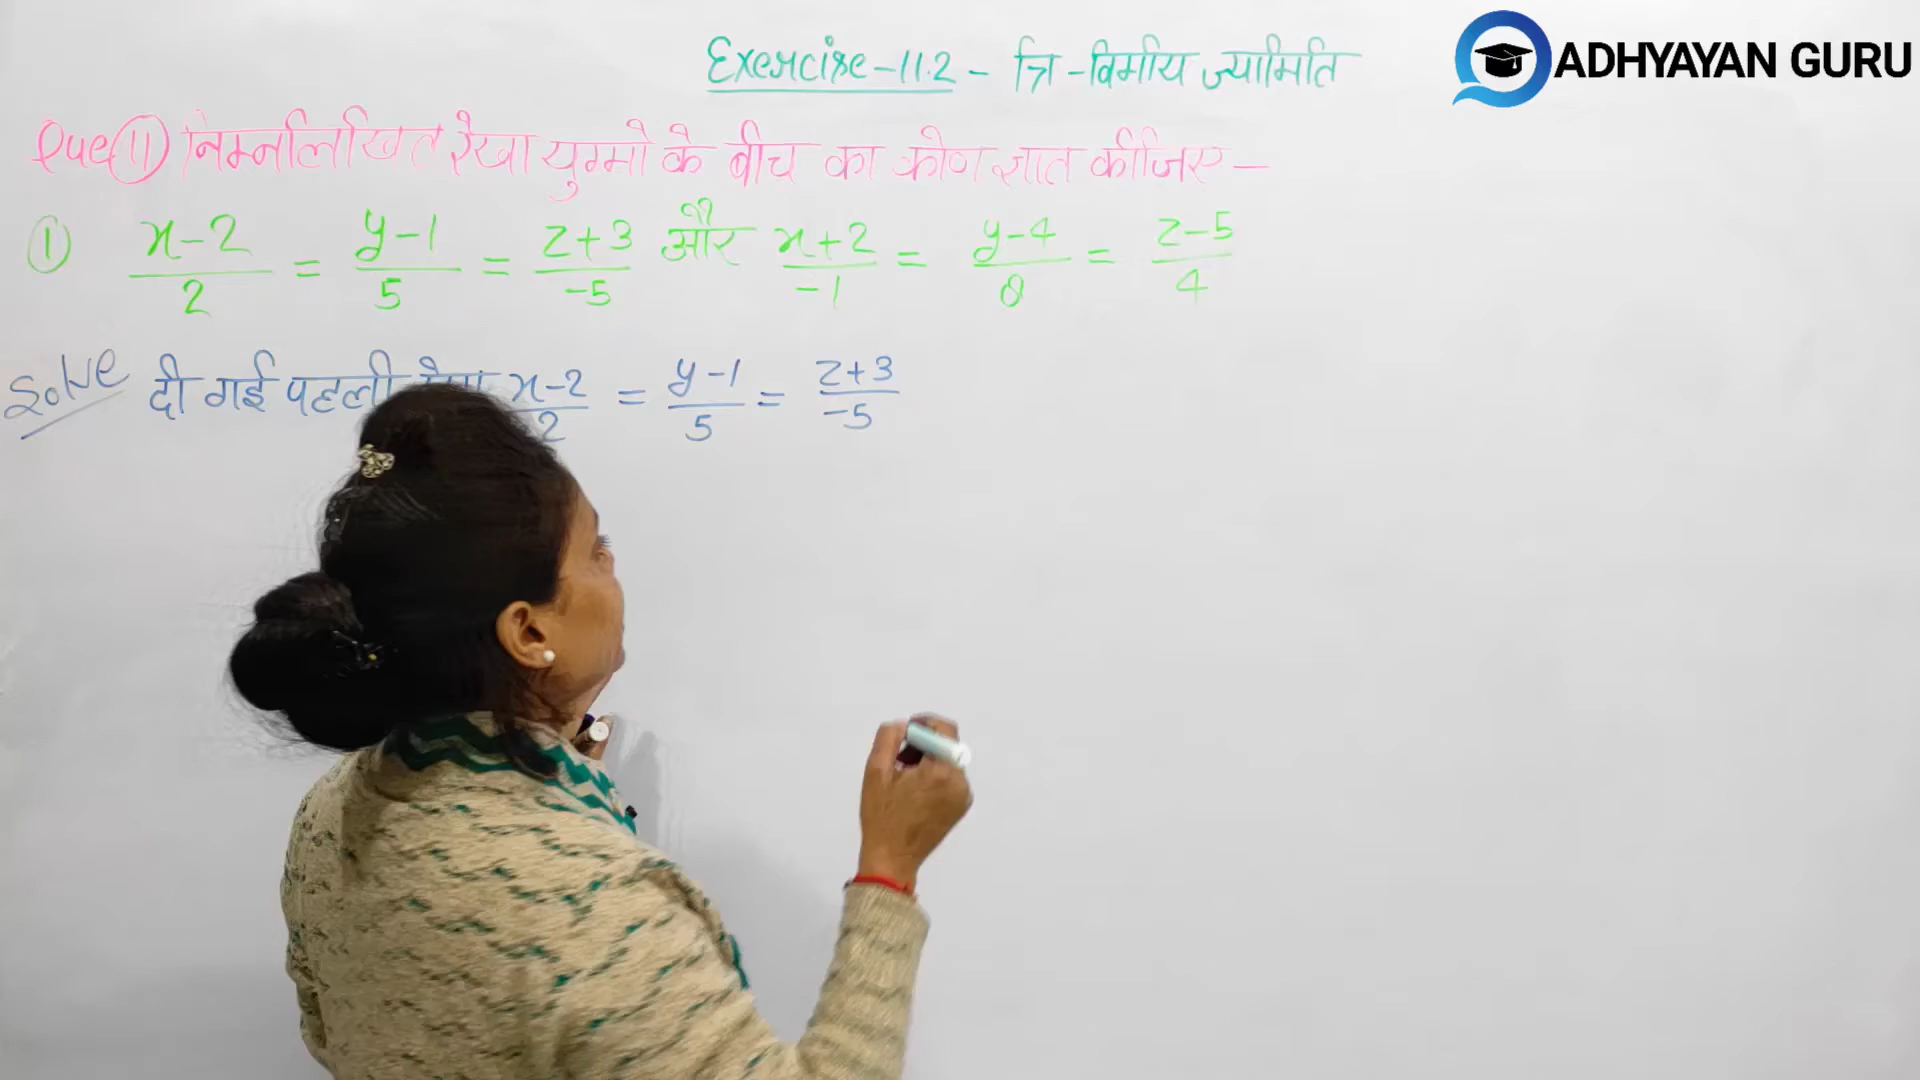 ADHYAYAN GURU
Exercise-11.2 - त्रि-विमीय ज्यामिति
Que 11 निम्नलिखित रेखा युग्मो के बीच का कोण ज्ञात कीजिए-
① x-2/2 = y-1/5 = z+3/-5 और x+2/-1 = y-4/8 = z-5/4
Solve दी गई पहली x-2/2 = y-1/5 = z+3/-5